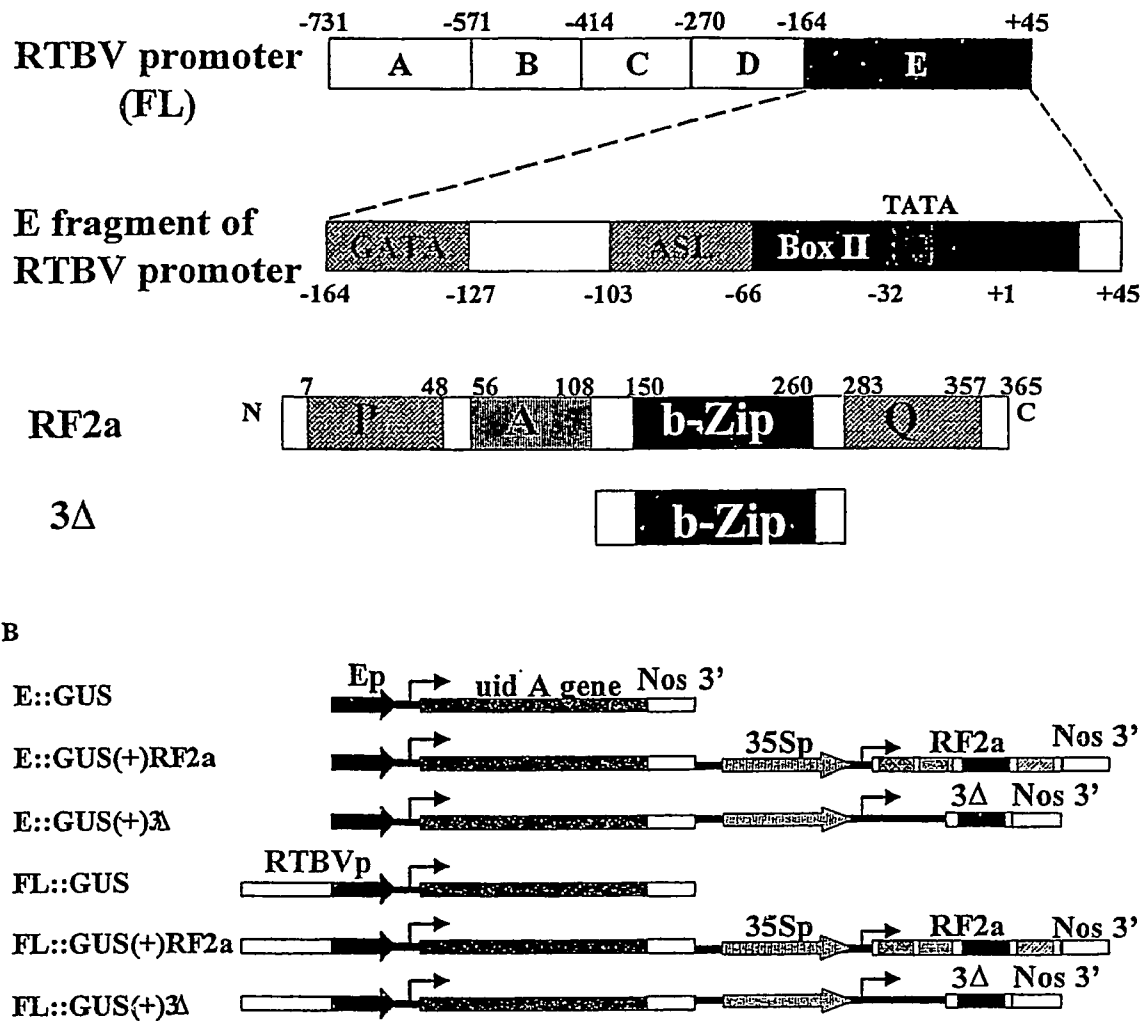 -731 -571 -414 -270 -164 +45
RTBV promoter
(FL)
A B C D E
TATA
E fragment of
RTBV promoter
GATA ASL Box II
-164 -127 -103 -66 -32 +1 +45
7 48 56 108 150 260 283 357 365
RF2a
N P A b-Zip Q C
3Δ
b-Zip
B
E::GUS
Ep uid A gene Nos 3'
E::GUS(+)RF2a
35Sp RF2a Nos 3'
E::GUS(+)3Δ
3Δ Nos 3'
RTBVp
FL::GUS
FL::GUS(+)RF2a
35Sp RF2a Nos 3'
FL::GUS(+)3Δ
3Δ Nos 3'